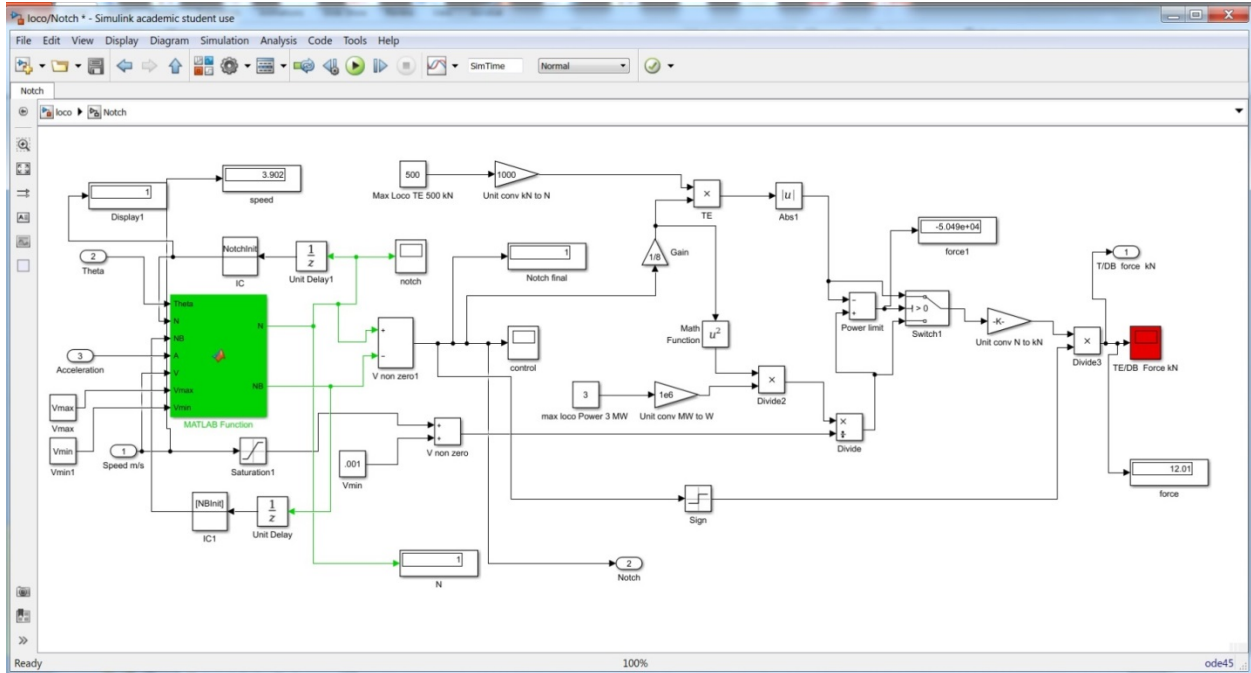 loco/Notch * - Simulink academic student use
File Edit View Display Diagram Simulation Analysis Code Tools Help
SimTime
Normal
Notch
loco Notch
1
Display1
3.902
speed
500
Max Loco TE 500 kN
1000
Unit conv kN to N
×
TE
|u|
Abs1
2
Theta
NotchInit
IC
1
z
Unit Delay1
notch
1
Notch final
1/8
Gain
-5.049e+04
force1
1
T/DB force kN
Theta
N
NB
A
V
Vmax
Vmin
N
NB
MATLAB Function
3
Acceleration
+
−
V non zero1
control
Math
Function
u²
−
+
Power limit
> 0
Switch1
-K-
Unit conv N to kN
×
Divide3
TE/DB Force kN
Vmax
Vmax
Vmin
Vmin1
1
Speed m/s
Saturation1
.001
Vmin
+
+
V non zero
3
max loco Power 3 MW
1e6
Unit conv MW to W
×
Divide2
×
÷
Divide
12.01
force
[NBInit]
IC1
1
z
Unit Delay
Sign
1
N
2
Notch
Ready
100%
ode45